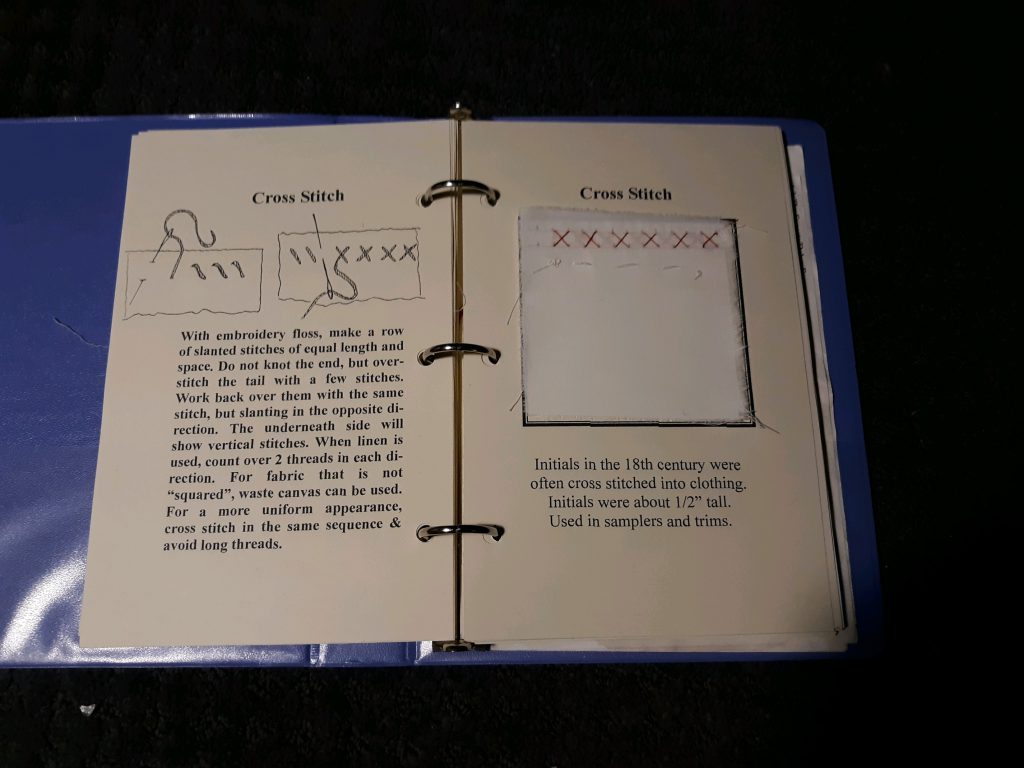 Cross Stitch
With embroidery floss, make a row
of slanted stitches of equal length and
space. Do not knot the end, but over-
stitch the tail with a few stitches.
Work back over them with the same
stitch, but slanting in the opposite di-
rection. The underneath side will
show vertical stitches. When linen is
used, count over 2 threads in each di-
rection. For fabric that is not
“squared”, waste canvas can be used.
For a more uniform appearance,
cross stitch in the same sequence &
avoid long threads.
Cross Stitch
Initials in the 18th century were
often cross stitched into clothing.
Initials were about 1/2” tall.
Used in samplers and trims.